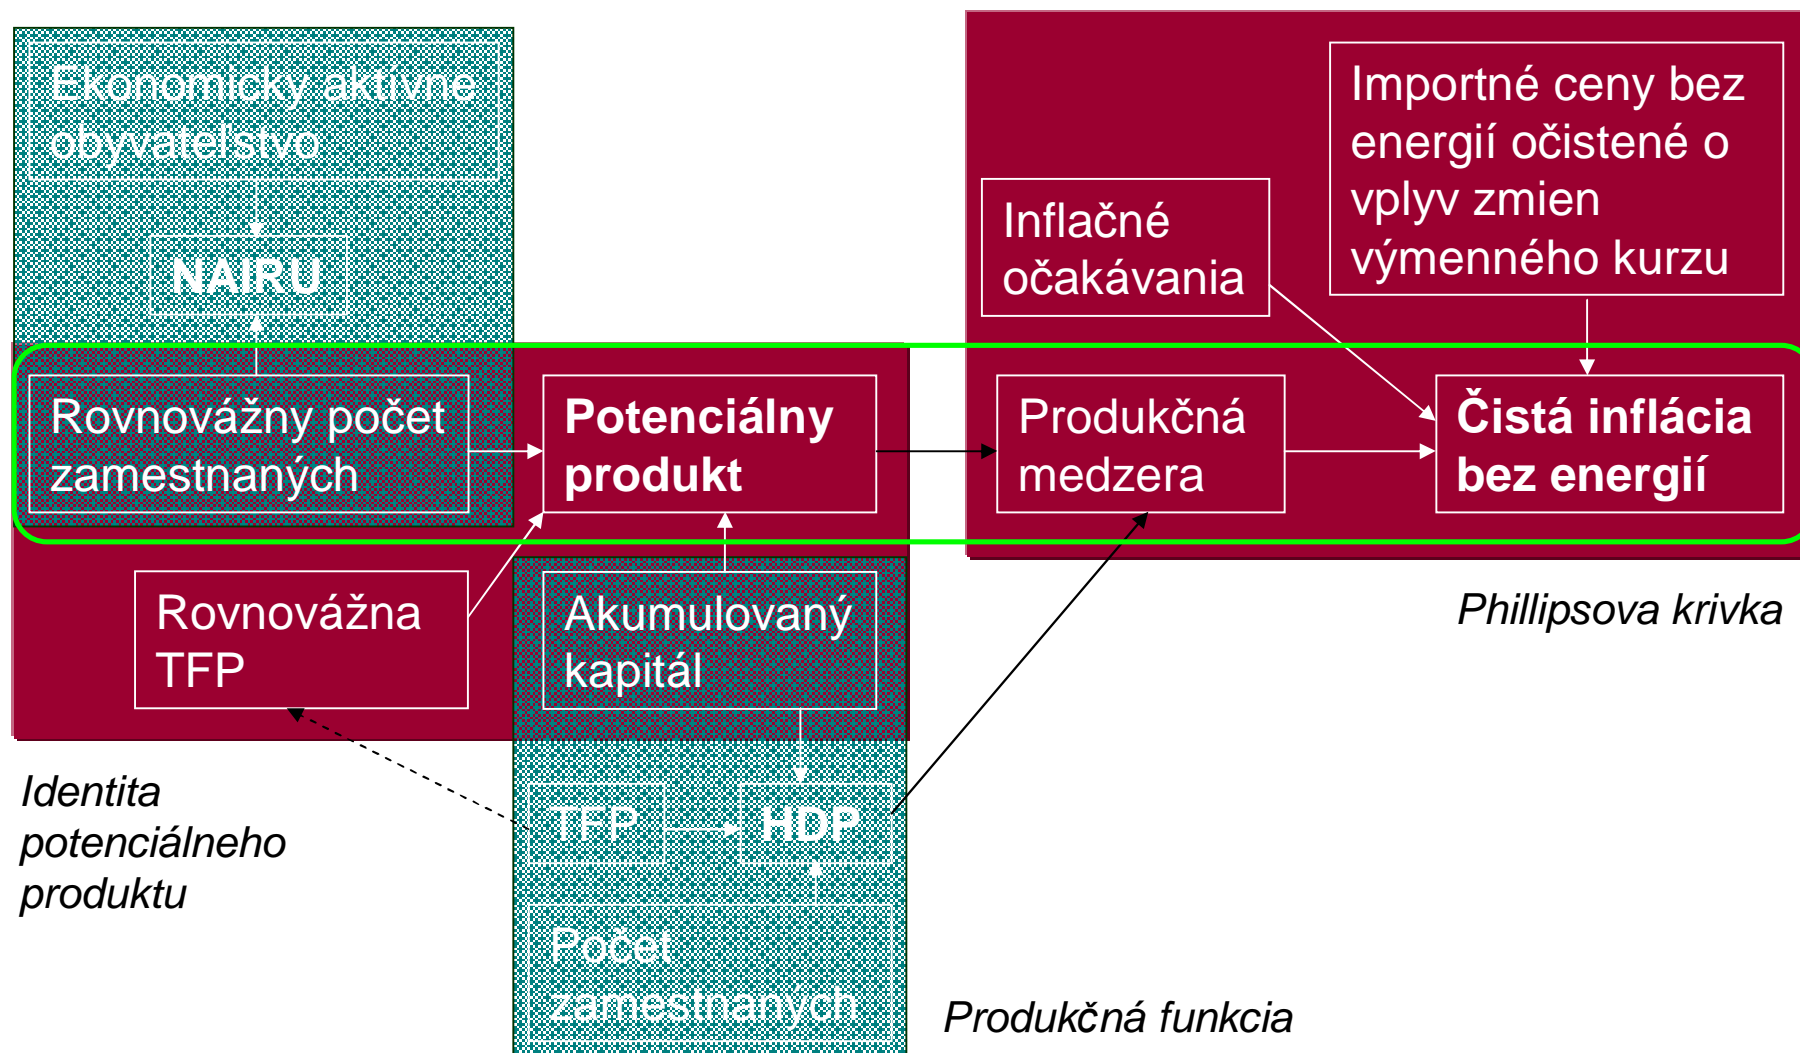 Ekonomicky aktívne
obyvateľstvo
NAIRU
Rovnovážny počet
zamestnaných
Potenciálny
produkt
Rovnovážna
TFP
Akumulovaný
kapitál
Identita
potenciálneho
produktu
TFP
HDP
Počet
zamestnaných
Produkčná funkcia
Inflačné
očakávania
Importné ceny bez
energií očistené o
vplyv zmien
výmenného kurzu
Produkčná
medzera
Čistá inflácia
bez energií
Phillipsova krivka